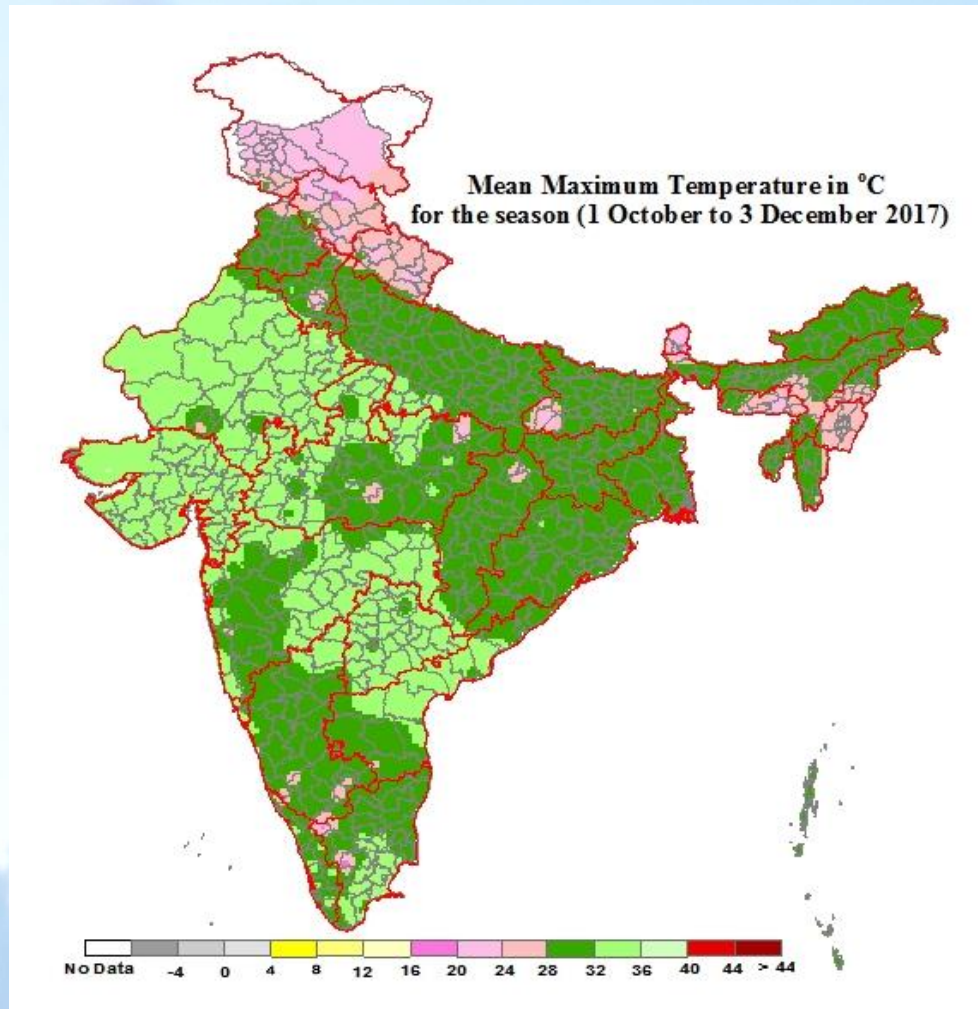 Mean Maximum Temperature in °C
for the season (1 October to 3 December 2017)
No Data -4 0 4 8 12 16 20 24 28 32 36 40 44 > 44